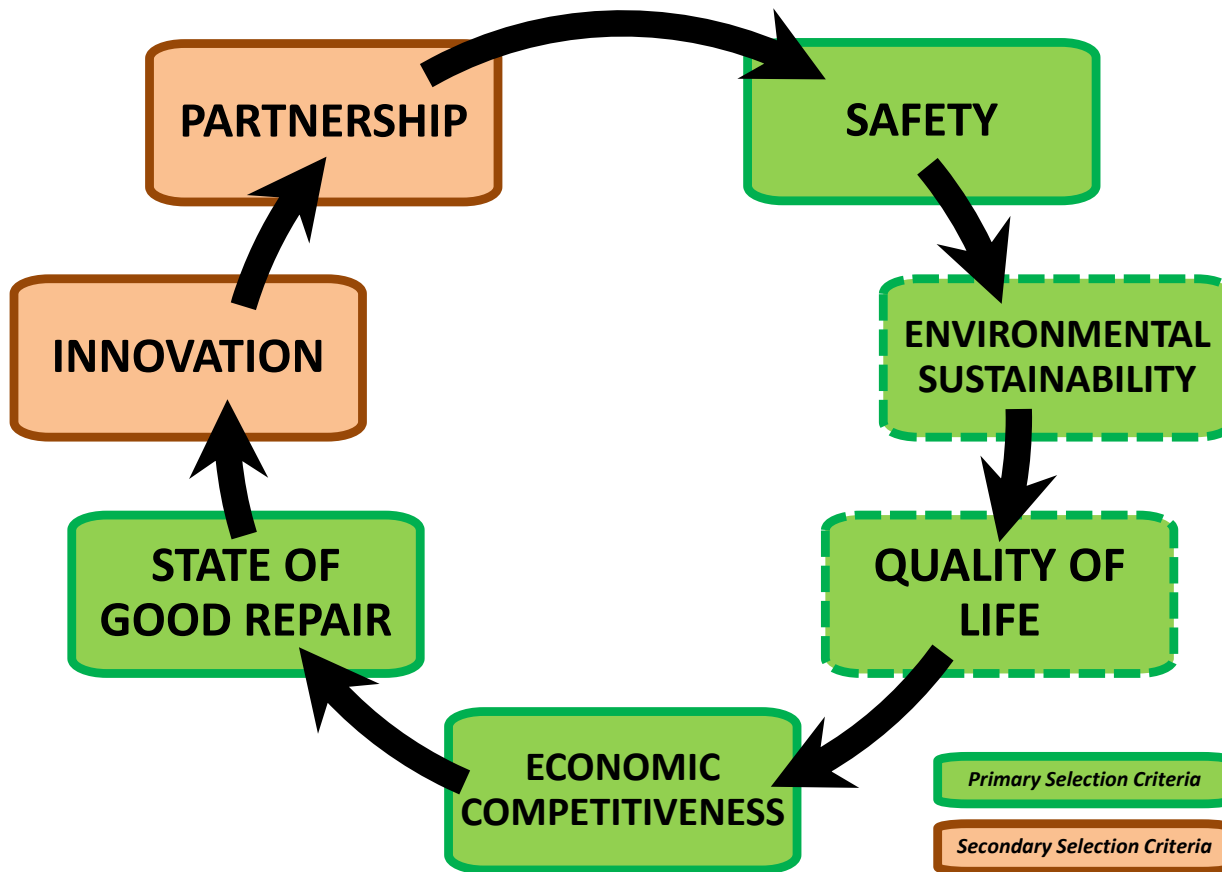 PARTNERSHIP
SAFETY
INNOVATION
ENVIRONMENTAL
SUSTAINABILITY
STATE OF
GOOD REPAIR
QUALITY OF
LIFE
ECONOMIC
COMPETITIVENESS
Primary Selection Criteria
Secondary Selection Criteria